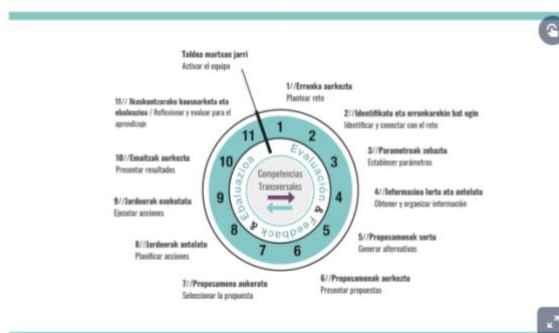 Taldea martxan jarri
Activar el equipo
1//Erronka aurkeztu
Plantear reto
2//Identifikatu eta erronkarekin bat egin
Identificar y conectar con el reto
3//Parametroak zehaztu
Establecer parámetros
4//Informazioa lortu eta antolatu
Obtener y organizar información
5//Proposamenak sortu
Generar alternativas
6//Proposamenak aurkeztu
Presentar propuestas
7//Proposamena aukeratu
Seleccionar la propuesta
8//Jarduerak antolatu
Planificar acciones
9//Jarduerak exekutatu
Ejecutar acciones
10//Emaitzak aurkeztu
Presentar resultados
11// Ikaskuntzarako hausnarketa eta
ebaluazioa / Reflexionar y evaluar para el
aprendizaje
1
2
3
4
5
6
7
8
9
10
11
Evaluación & Feedback & Ebaluazioa
Competencias
Transversales